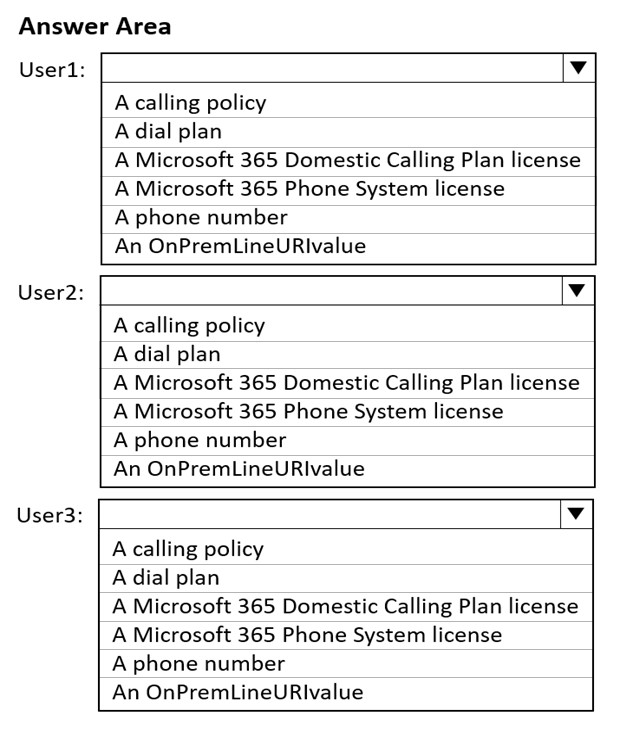 Answer Area
User1:
A calling policy
A dial plan
A Microsoft 365 Domestic Calling Plan license
A Microsoft 365 Phone System license
A phone number
An OnPremLineURIvalue
User2:
A calling policy
A dial plan
A Microsoft 365 Domestic Calling Plan license
A Microsoft 365 Phone System license
A phone number
An OnPremLineURIvalue
User3:
A calling policy
A dial plan
A Microsoft 365 Domestic Calling Plan license
A Microsoft 365 Phone System license
A phone number
An OnPremLineURIvalue